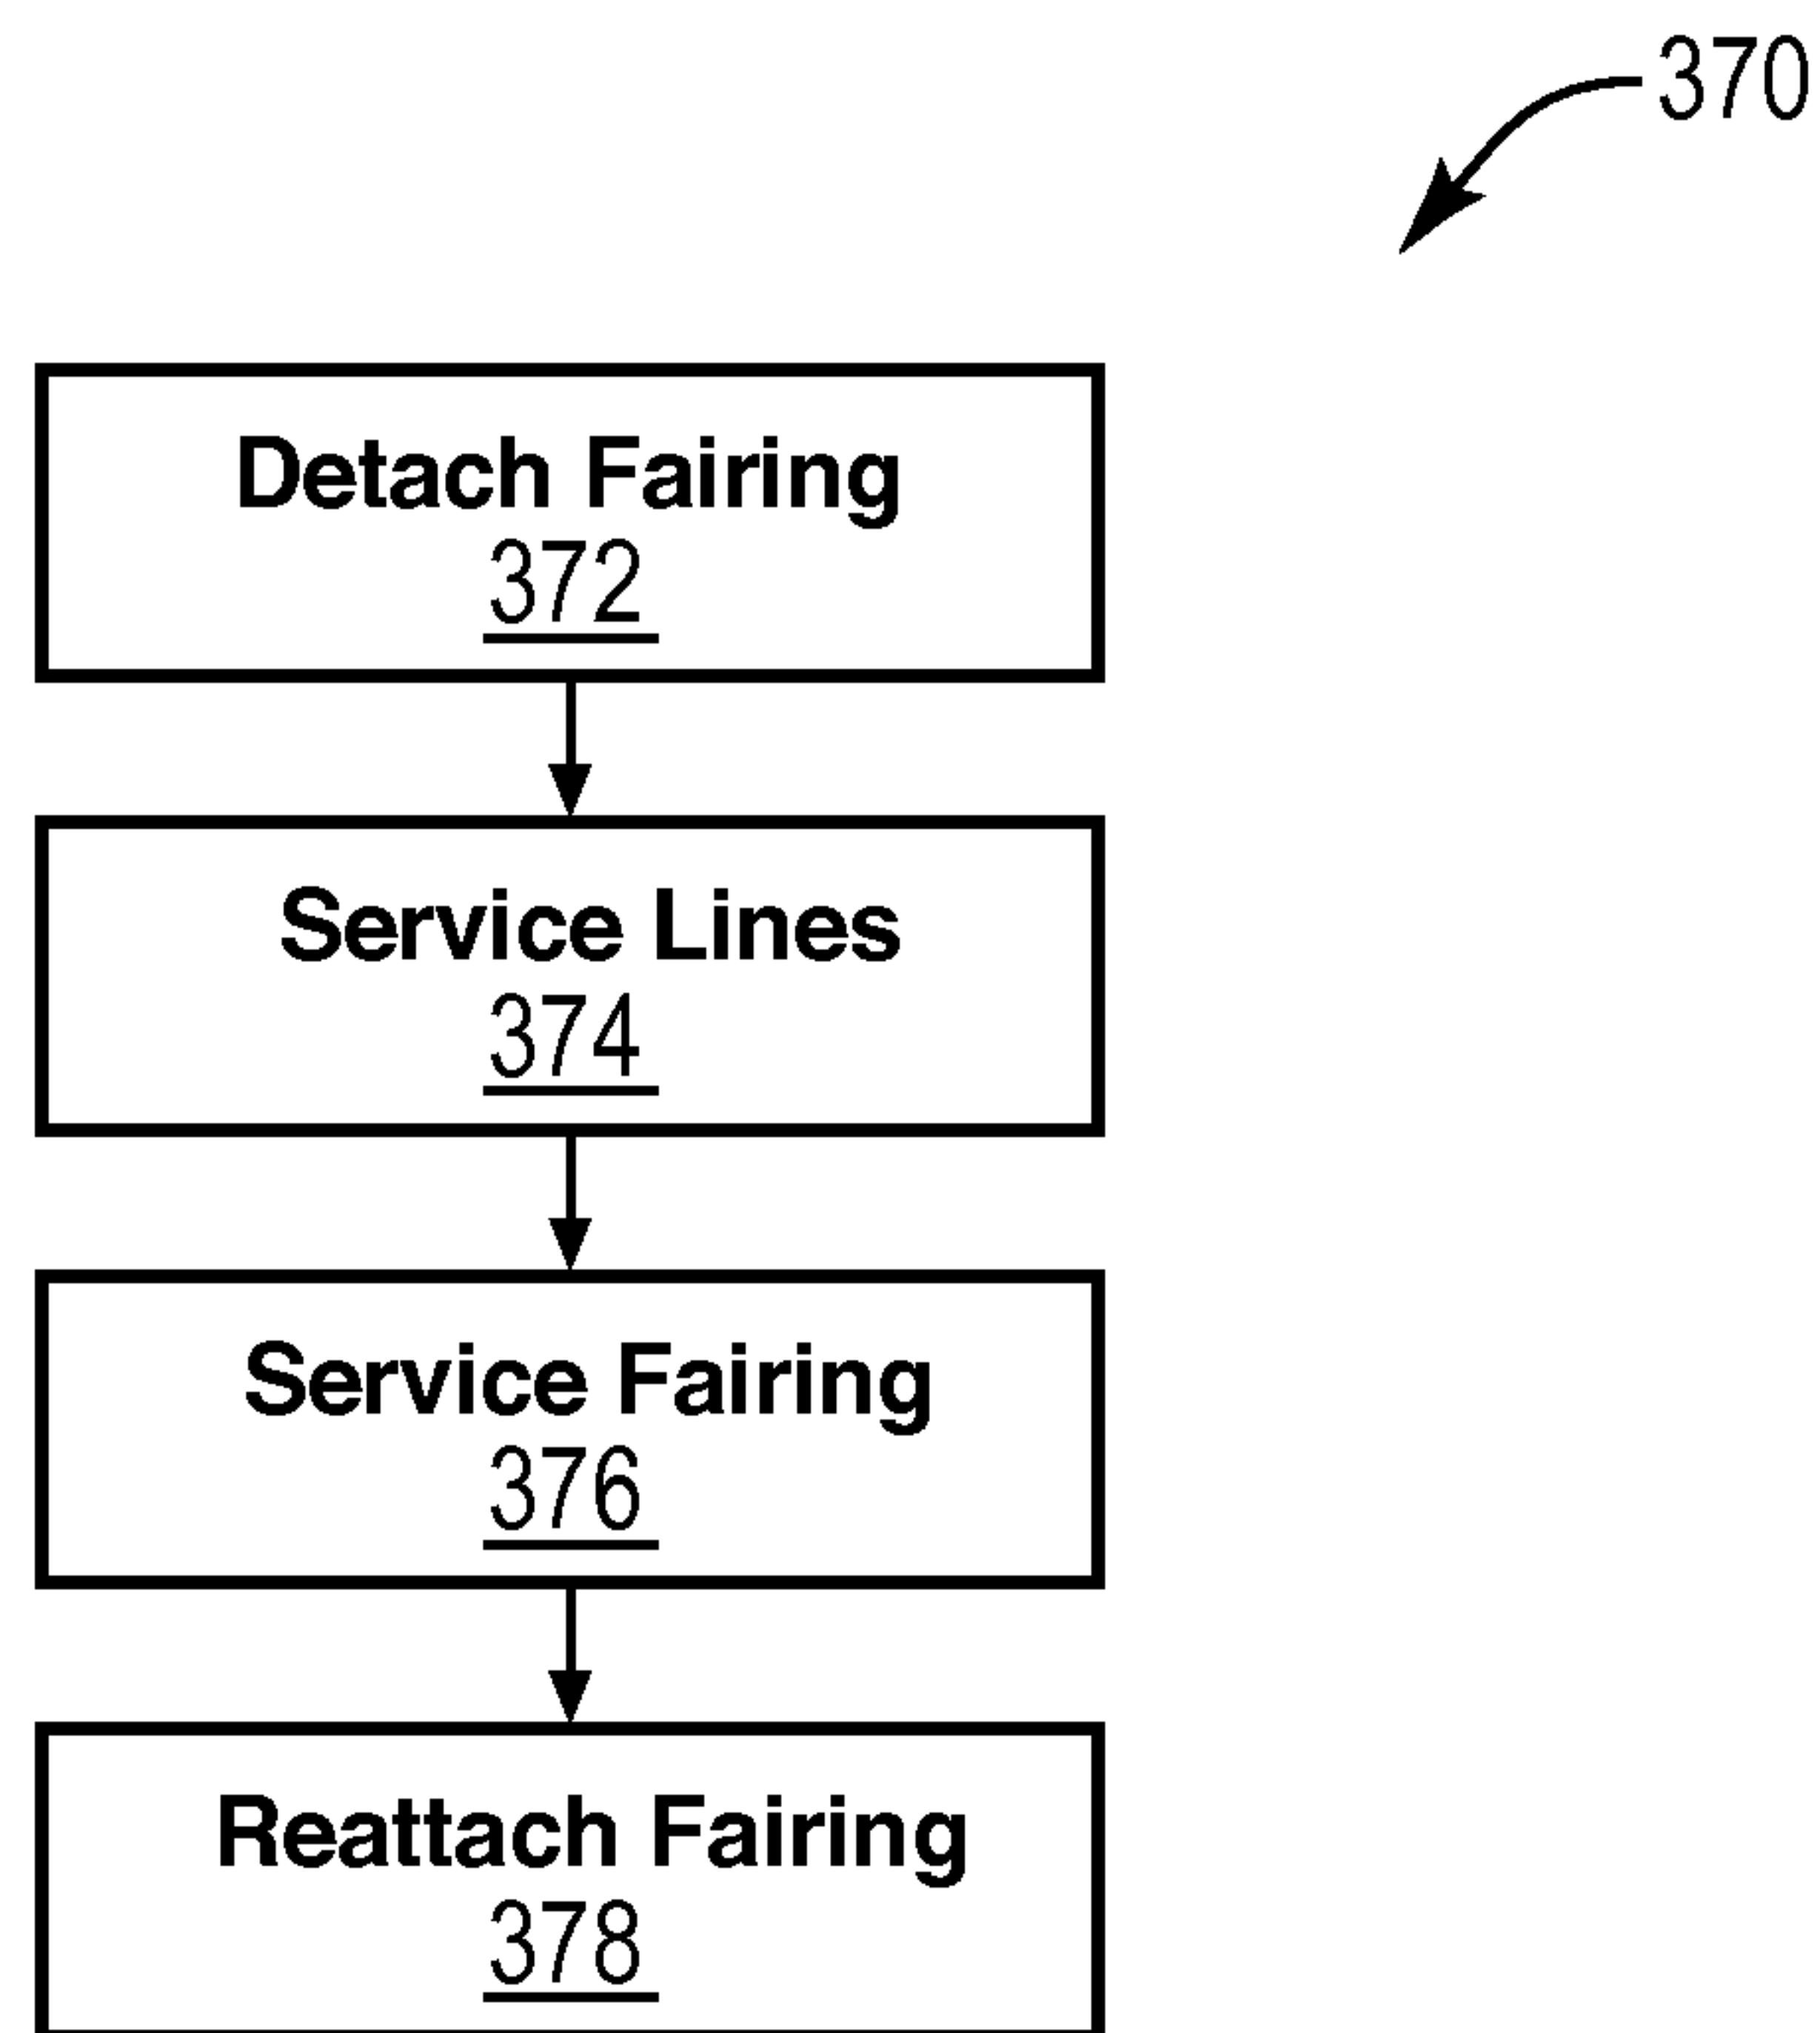 370
Detach Fairing
372
Service Lines
374
Service Fairing
376
Reattach Fairing
378